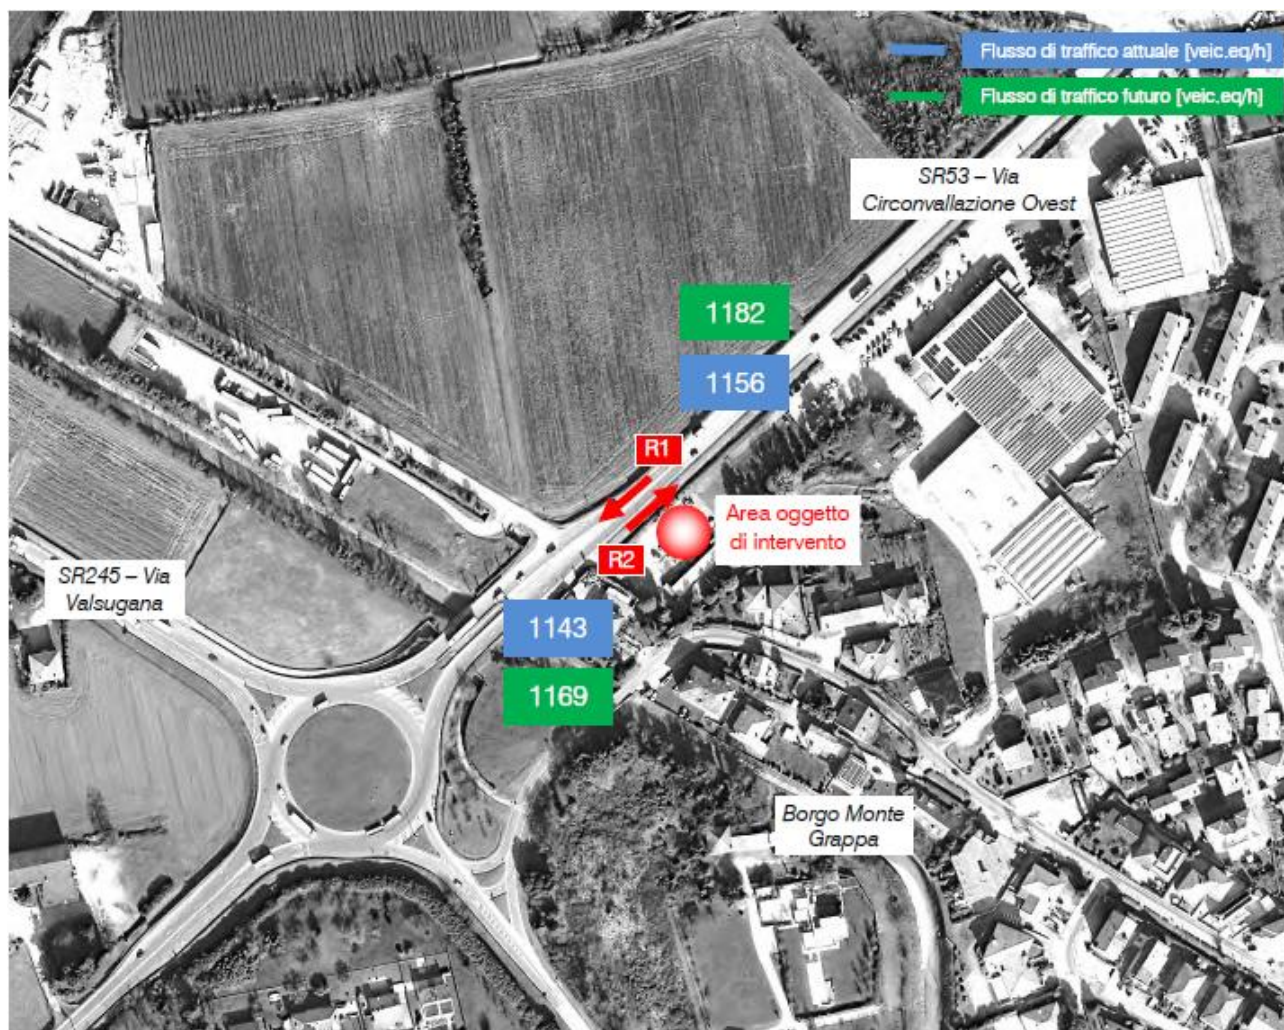 Flusso di traffico attuale [veic.eq/h]
Flusso di traffico futuro [veic.eq/h]
SR53 – Via
Circonvallazione Ovest
1182
1156
R1
Area oggetto
di intervento
R2
SR245 – Via
Valsugana
1143
1169
Borgo Monte
Grappa